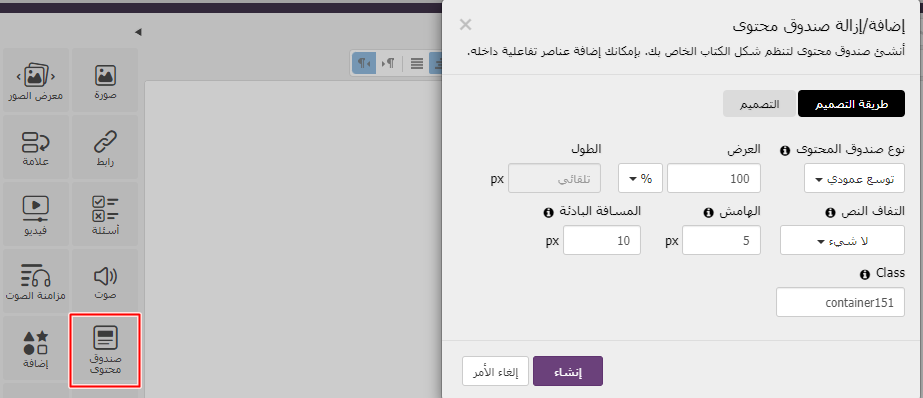 إضافة/إزالة صندوق محتوى
أنشئ صندوق محتوى لتنظم شكل الكتاب الخاص بك. بإمكانك إضافة عناصر تفاعلية داخله.
طريقة التصميم
التصميم
نوع صندوق المحتوى
العرض
الطول
توسع عمودي
100
%
تلقائي
px
التفاف النص
الهامش
المسافة البادئة
لا شيء
5
px
10
px
Class
container151
إنشاء
إلغاء الأمر
صورة
معرض الصور
رابط
علامة
أسئلة
فيديو
صوت
مزامنة الصوت
صندوق
محتوى
إضافة